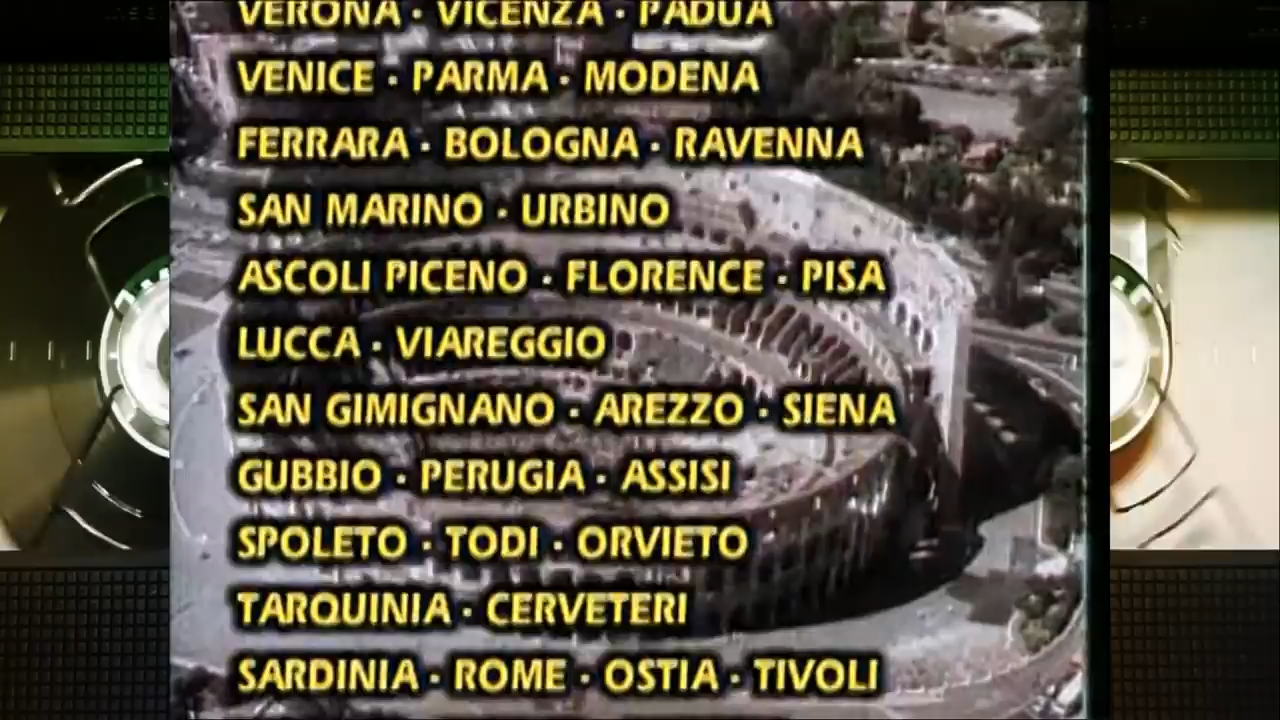 VERONA · VICENZA · PADUA
VENICE · PARMA · MODENA
FERRARA · BOLOGNA · RAVENNA
SAN MARINO · URBINO
ASCOLI PICENO · FLORENCE · PISA
LUCCA · VIAREGGIO
SAN GIMIGNANO · AREZZO · SIENA
GUBBIO · PERUGIA · ASSISI
SPOLETO · TODI · ORVIETO
TARQUINIA · CERVETERI
SARDINIA · ROME · OSTIA · TIVOLI